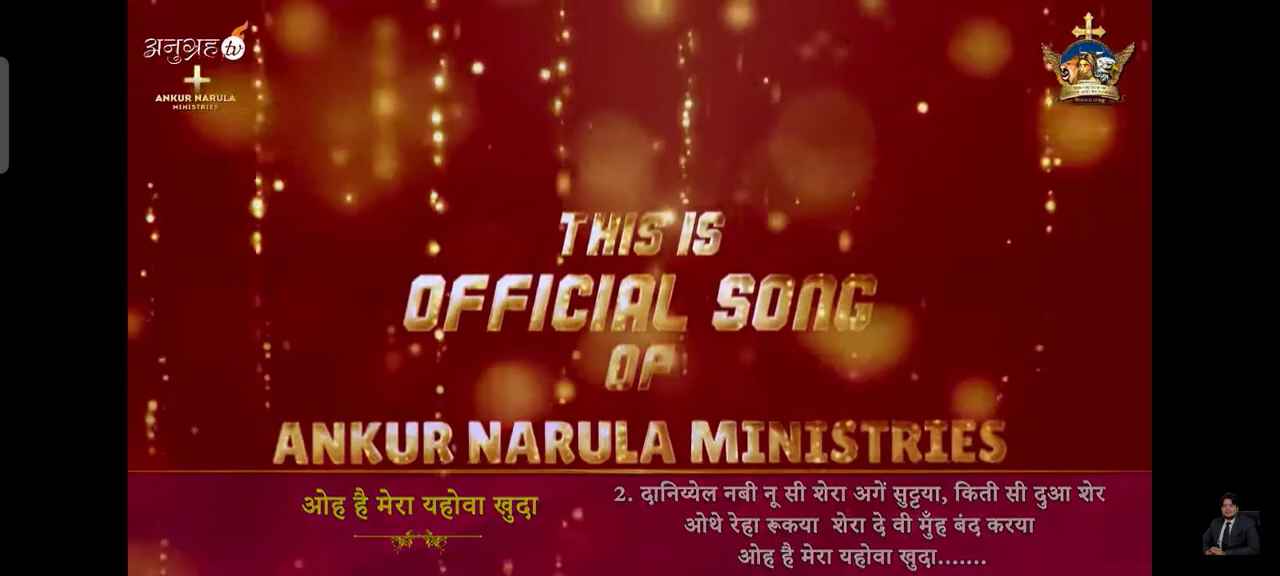 अनुग्रह tv
ANKUR NARULA
MINISTRIES
THIS IS
OFFICIAL SONG
OF
ANKUR NARULA MINISTRIES
ओह है मेरा यहोवा खुदा
2. दानिय्येल नबी नू सी शेरा अगें सुट्टया, किती सी दुआ शेर
ओथे रेहा रूकया शेरा दे वी मुँह बंद करया
ओह है मेरा यहोवा खुदा.......